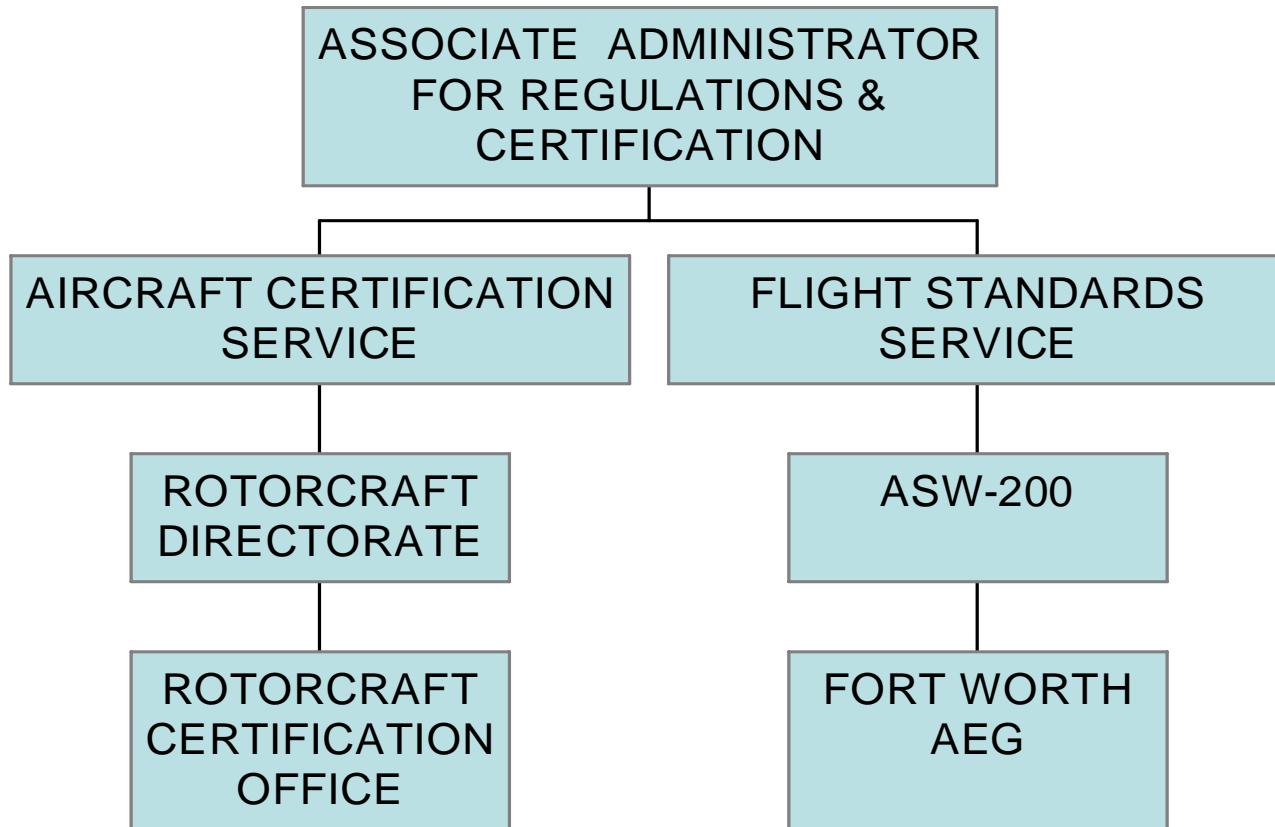 ASSOCIATE ADMINISTRATOR
FOR REGULATIONS &
CERTIFICATION
AIRCRAFT CERTIFICATION
SERVICE
FLIGHT STANDARDS
SERVICE
ROTORCRAFT
DIRECTORATE
ASW-200
ROTORCRAFT
CERTIFICATION
OFFICE
FORT WORTH
AEG